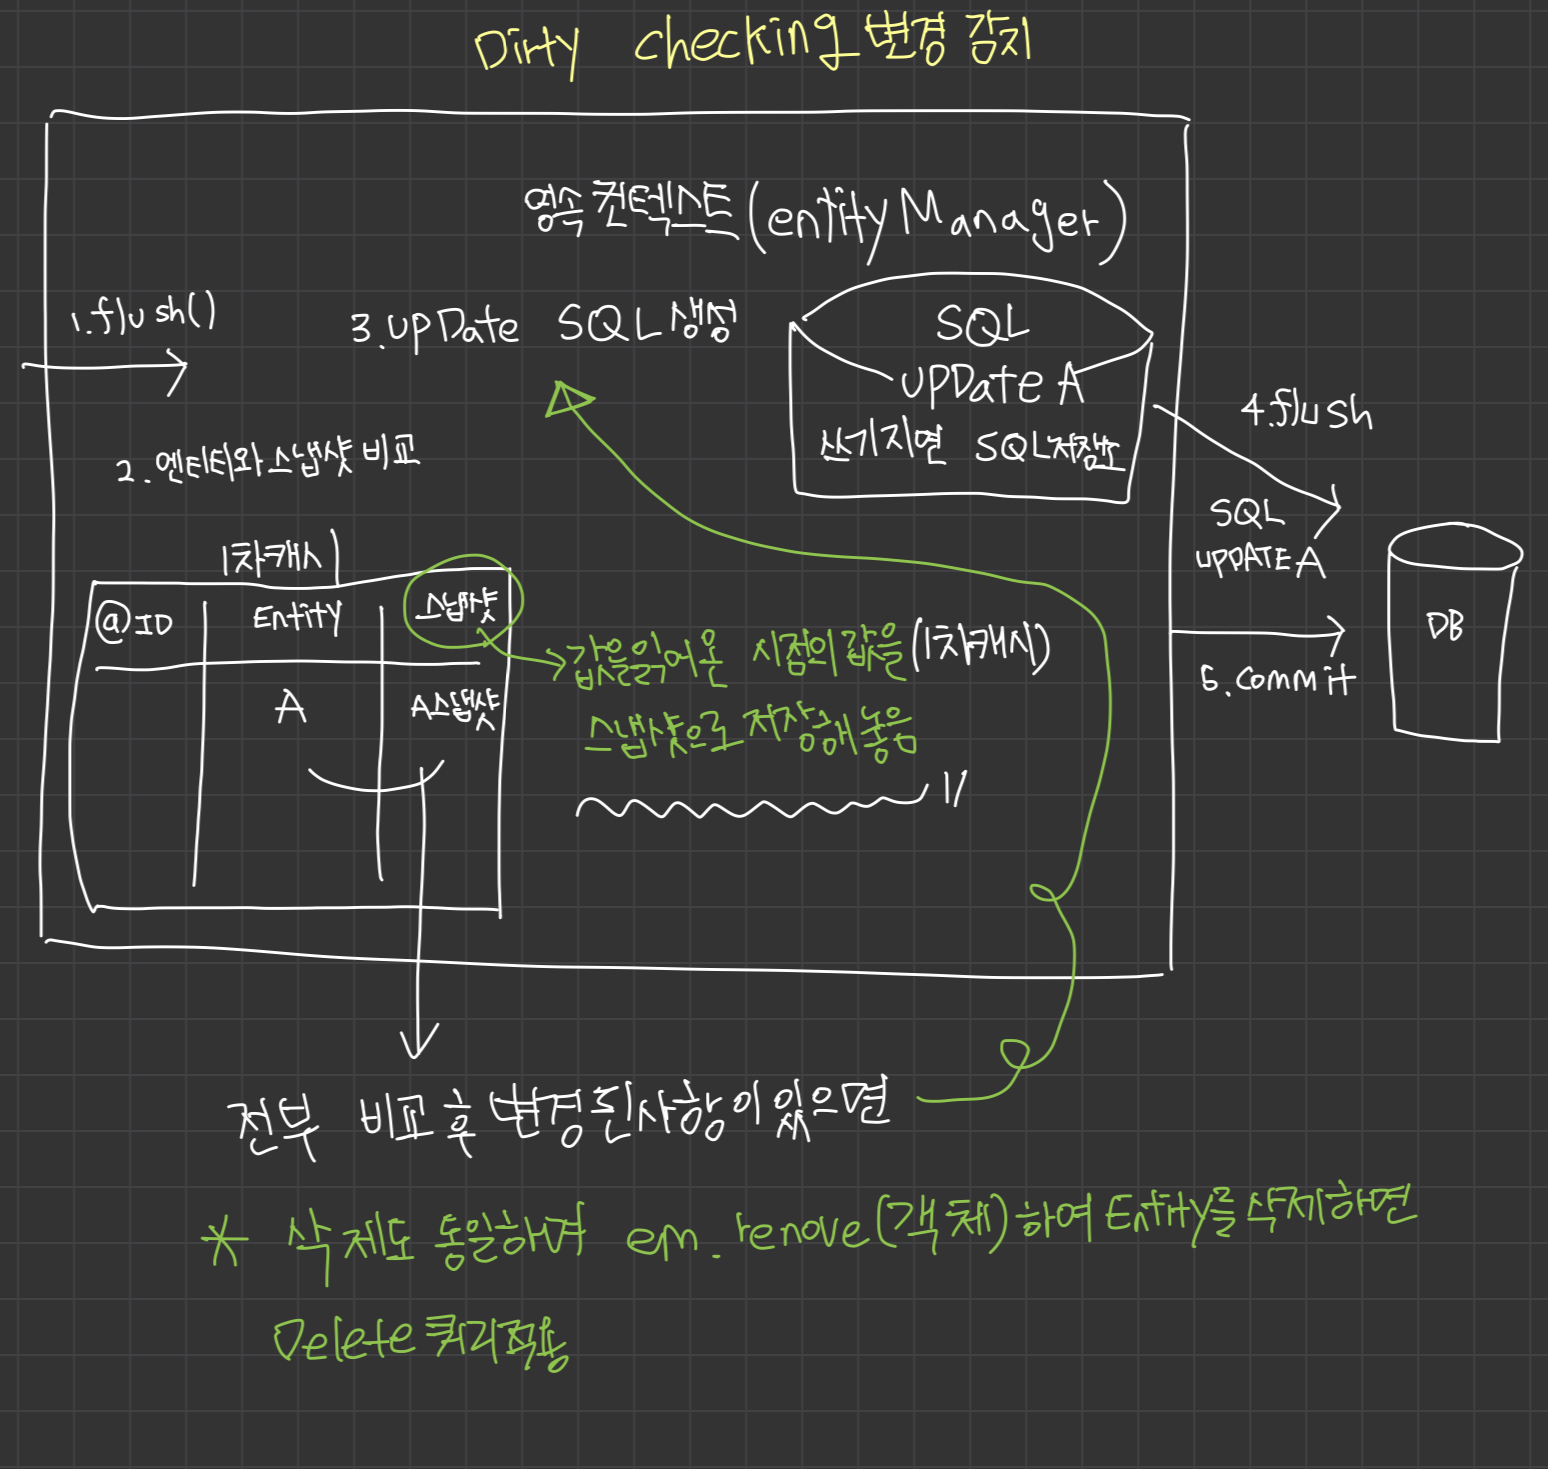 Dirty checking 변경 감지
영속 컨텍스트 (entity Manager)
1.flush()
3.UpDate SQL 생성
SQL
UPDate A
쓰기지연 SQL저장소
4.flush
2.엔티티와 스냅샷 비교
SQL
UPDATE A
1차캐시
@ID
Entity
스냅샷
DB
값을읽어온 시점의 값을 (1차캐시)
스냅샷으로 저장해 놓음
A
A스냅샷
5.commit
전부 비교 후 변경된사항이있으면
* 삭제도 동일하며 em.renove(객체)하여 Entity를 삭제하면
Delete 쿼리적용